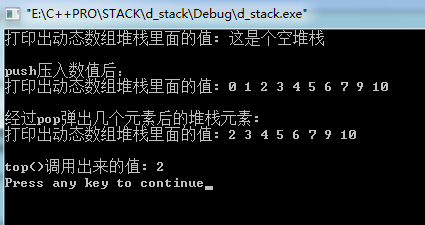 "E:\C++PRO\STACK\d_stack\Debug\d_stack.exe"
打印出动态数组堆栈里面的值: 这是个空堆栈
push压入数值后:
打印出动态数组堆栈里面的值: 0 1 2 3 4 5 6 7 9 10
经过pop弹出几个元素后的堆栈元素:
打印出动态数组堆栈里面的值: 2 3 4 5 6 7 9 10
top()调用出来的值: 2
Press any key to continue